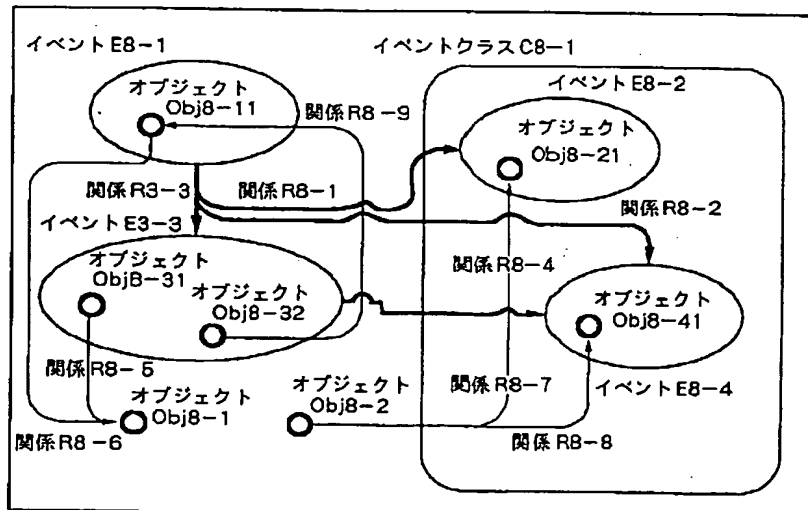 イベントE8-1
イベントクラスC8-1
オブジェクト
Obj8-11
関係R8-9
イベントE8-2
オブジェクト
Obj8-21
関係R3-3
関係R8-1
イベントE3-3
関係R8-2
オブジェクト
Obj8-31
オブジェクト
Obj8-32
関係R8-4
オブジェクト
Obj8-41
関係R8-5
オブジェクト
Obj8-1
オブジェクト
Obj8-2
関係R8-7
イベントE8-4
関係R8-6
関係R8-8